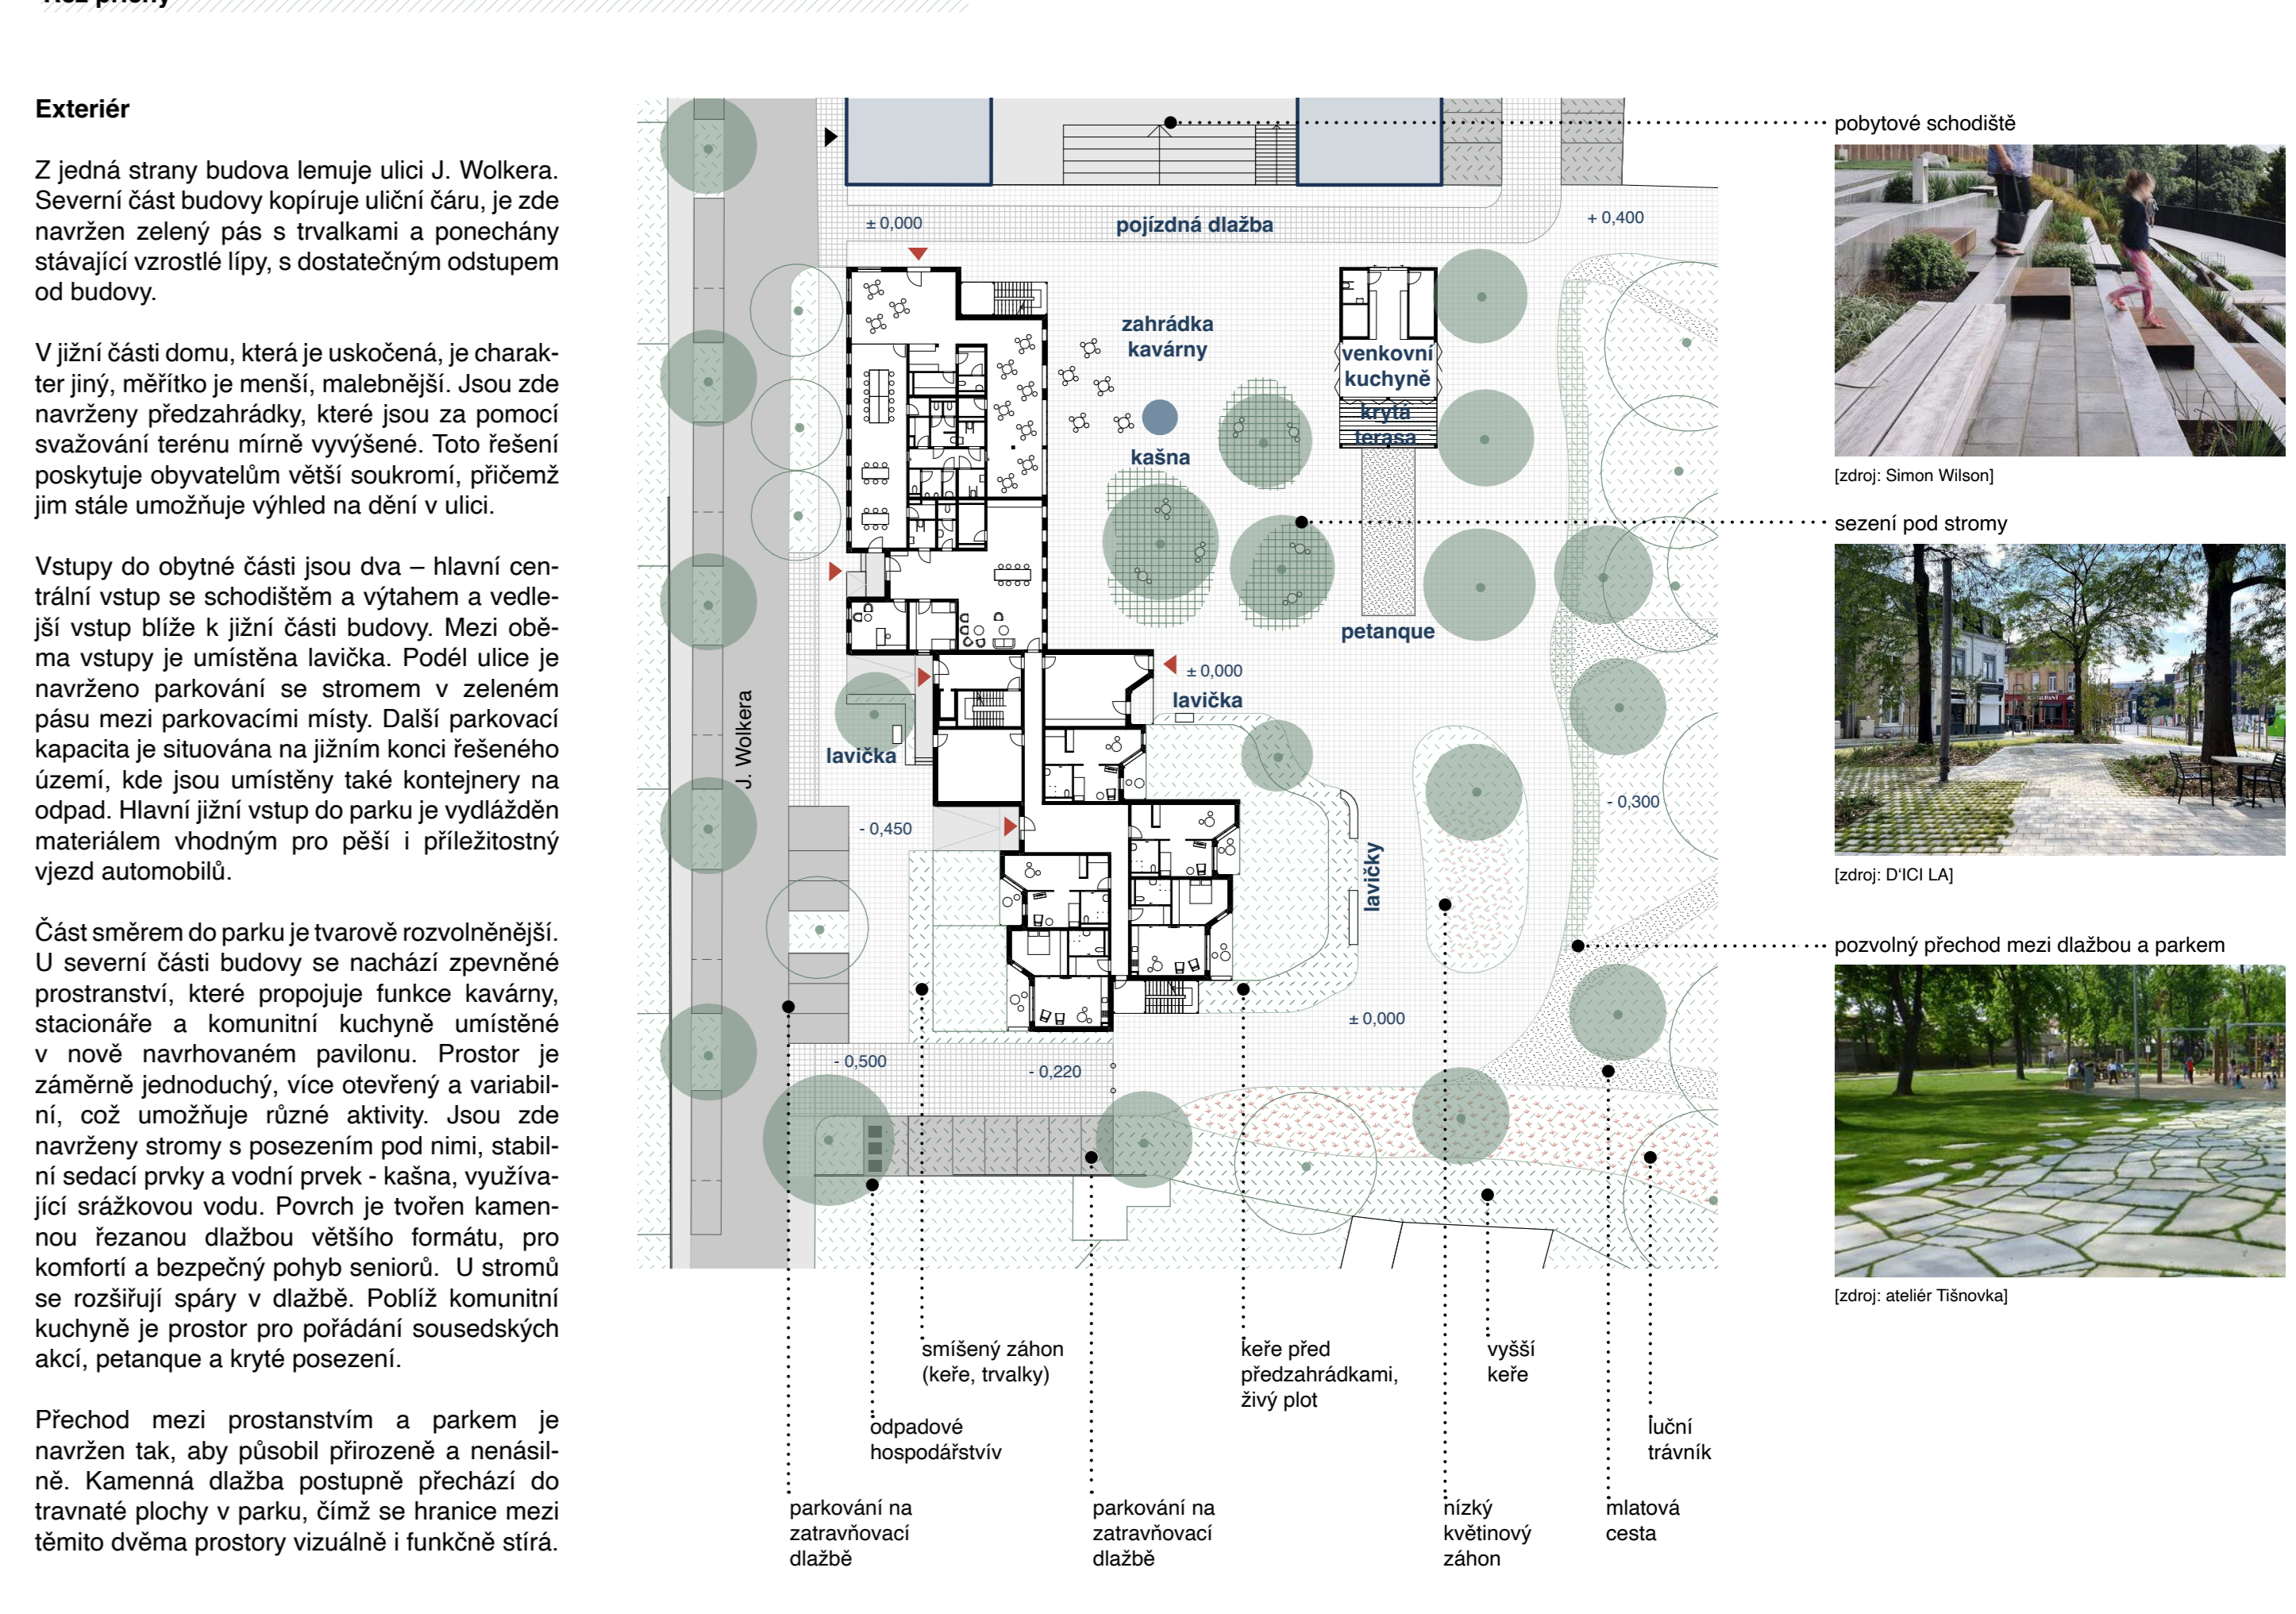 Řez příčný
Exteriér
Z jedná strany budova lemuje ulici J. Wolkera.
Severní část budovy kopíruje uliční čáru, je zde
navržen zelený pás s trvalkami a ponechány
stávající vzrostlé lípy, s dostatečným odstupem
od budovy.
V jižní části domu, která je uskočená, je charak-
ter jiný, měřítko je menší, malebnější. Jsou zde
navrženy předzahrádky, které jsou za pomocí
svažování terénu mírně vyvýšené. Toto řešení
poskytuje obyvatelům větší soukromí, přičemž
jim stále umožňuje výhled na dění v ulici.
Vstupy do obytné části jsou dva – hlavní cen-
trální vstup se schodištěm a výtahem a vedle-
jší vstup blíže k jižní části budovy. Mezi obě-
ma vstupy je umístěna lavička. Podél ulice je
navrženo parkování se stromem v zeleném
pásu mezi parkovacími místy. Další parkovací
kapacita je situována na jižním konci řešeného
území, kde jsou umístěny také kontejnery na
odpad. Hlavní jižní vstup do parku je vydlážděn
materiálem vhodným pro pěší i příležitostný
vjezd automobilů.
Část směrem do parku je tvarově rozvolněnější.
U severní části budovy se nachází zpevněné
prostranství, které propojuje funkce kavárny,
stacionáře a komunitní kuchyně umístěné
v nově navrhovaném pavilonu. Prostor je
záměrně jednoduchý, více otevřený a variabil-
ní, což umožňuje různé aktivity. Jsou zde
navrženy stromy s posezením pod nimi, stabil-
ní sedací prvky a vodní prvek - kašna, využíva-
jící srážkovou vodu. Povrch je tvořen kamen-
nou řezanou dlažbou většího formátu, pro
komfortí a bezpečný pohyb seniorů. U stromů
se rozšiřují spáry v dlažbě. Poblíž komunitní
kuchyně je prostor pro pořádání sousedských
akcí, petanque a kryté posezení.
Přechod mezi prostanstvím a parkem je
navržen tak, aby působil přirozeně a nenásil-
ně. Kamenná dlažba postupně přechází do
travnaté plochy v parku, čímž se hranice mezi
těmito dvěma prostory vizuálně i funkčně stírá.
± 0,000
pojízdná dlažba
+ 0,400
zahrádka
kavárny
venkovní
kuchyně
krytá
terasa
kašna
petanque
± 0,000
lavička
J. Wolkera
lavička
- 0,300
- 0,450
lavičky
± 0,000
- 0,500
- 0,220
smíšený záhon
(keře, trvalky)
keře před
předzahrádkami,
živý plot
vyšší
keře
odpadové
hospodářstvív
luční
trávník
parkování na
zatravňovací
dlažbě
parkování na
zatravňovací
dlažbě
nízký
květinový
záhon
mlatová
cesta
pobytové schodiště
[zdroj: Simon Wilson]
sezení pod stromy
[zdroj: D'ICI LA]
pozvolný přechod mezi dlažbou a parkem
[zdroj: ateliér Tišnovka]